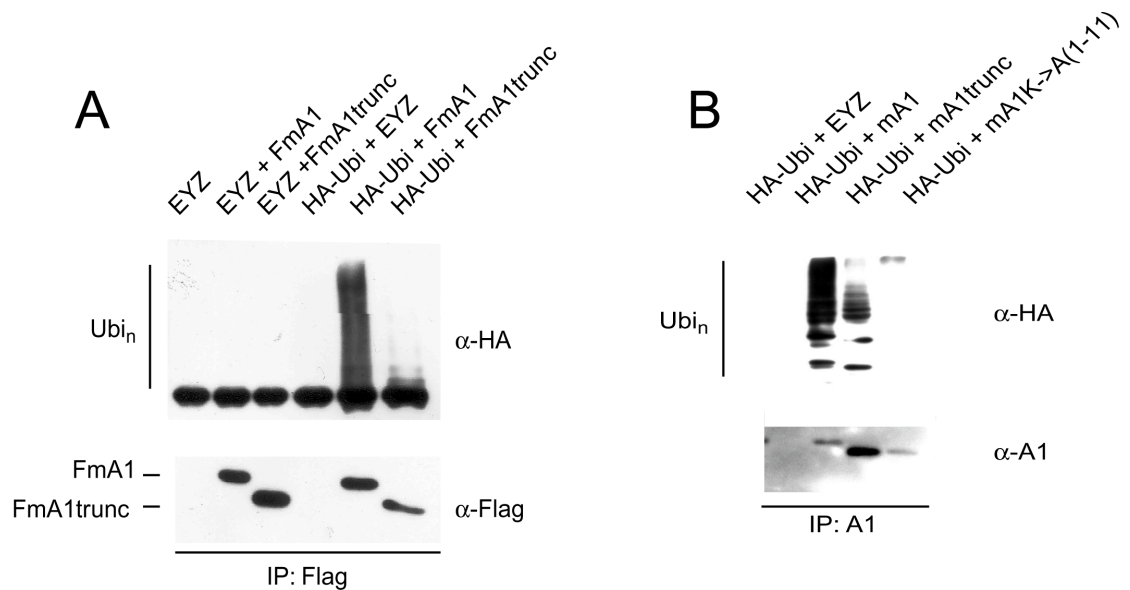 A
EYZ
EYZ + FmA1
EYZ +FmA1trunc
HA-Ubi + EYZ
HA-Ubi + FmA1
HA-Ubi + FmA1trunc
Ubin
α-HA
FmA1
FmA1trunc
α-Flag
IP: Flag
B
HA-Ubi + EYZ
HA-Ubi + mA1
HA-Ubi + mA1trunc
HA-Ubi + mA1K->A(1-11)
Ubin
α-HA
α-A1
IP: A1